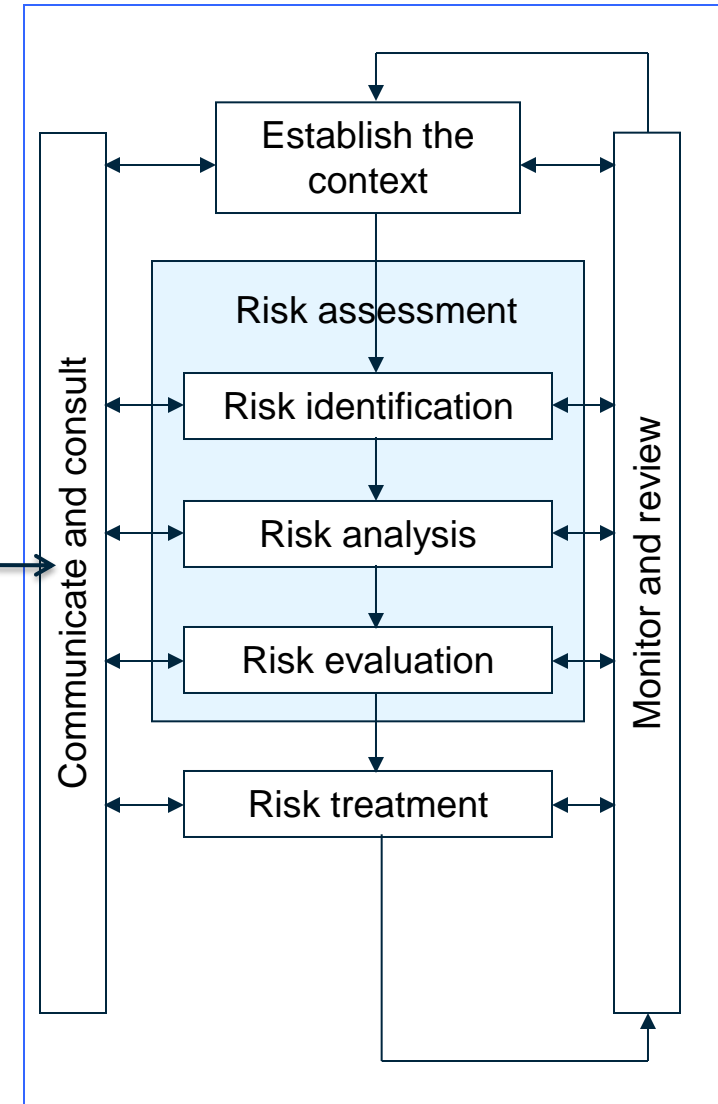 Establish the
context
Risk assessment
Risk identification
Risk analysis
Risk evaluation
Risk treatment
Communicate and consult
Monitor and review